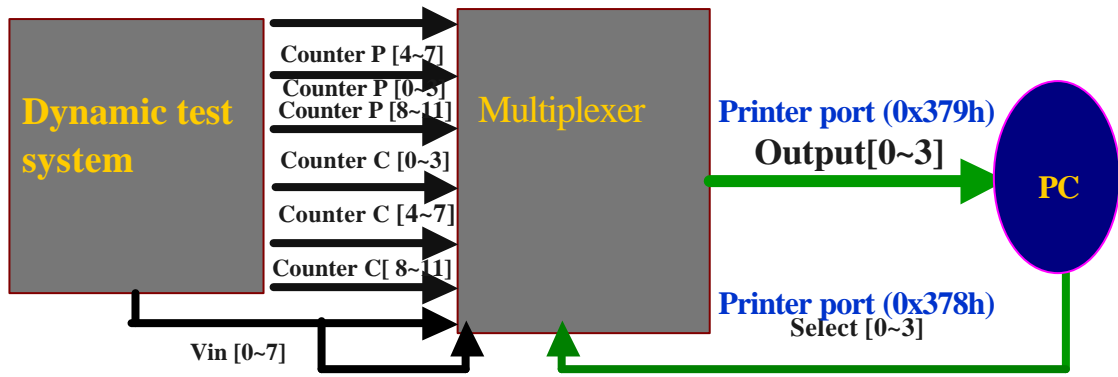 Dynamic test
system
Counter P [4~7]
Counter P [0~3]
Counter P [8~11]
Counter C [0~3]
Counter C [4~7]
Counter C[ 8~11]
Vin [0~7]
Multiplexer
Printer port (0x379h)
Output[0~3]
PC
Printer port (0x378h)
Select [0~3]